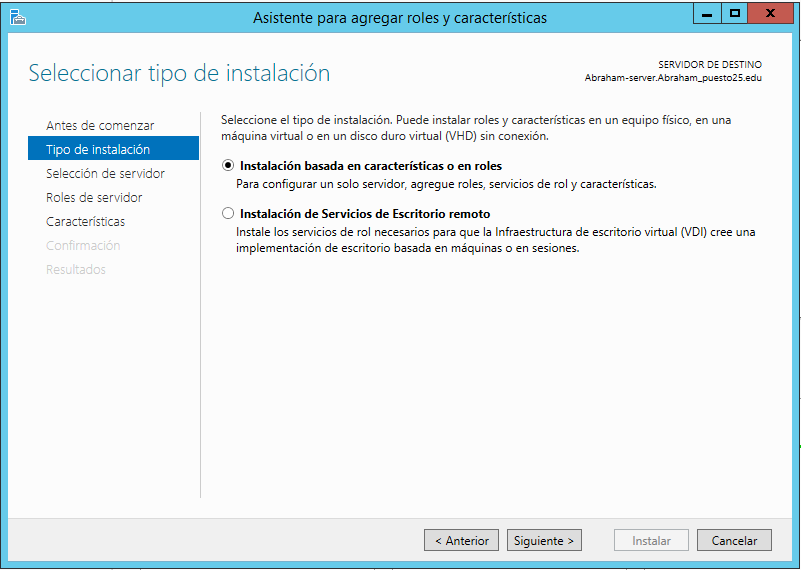 Asistente para agregar roles y características
Seleccionar tipo de instalación
SERVIDOR DE DESTINO
Abraham-server.Abraham_puesto25.edu
Antes de comenzar
Tipo de instalación
Selección de servidor
Roles de servidor
Características
Confirmación
Resultados
Seleccione el tipo de instalación. Puede instalar roles y características en un equipo físico, en una
máquina virtual o en un disco duro virtual (VHD) sin conexión.
Instalación basada en características o en roles
Para configurar un solo servidor, agregue roles, servicios de rol y características.
Instalación de Servicios de Escritorio remoto
Instale los servicios de rol necesarios para que la Infraestructura de escritorio virtual (VDI) cree una
implementación de escritorio basada en máquinas o en sesiones.
< Anterior
Siguiente >
Instalar
Cancelar